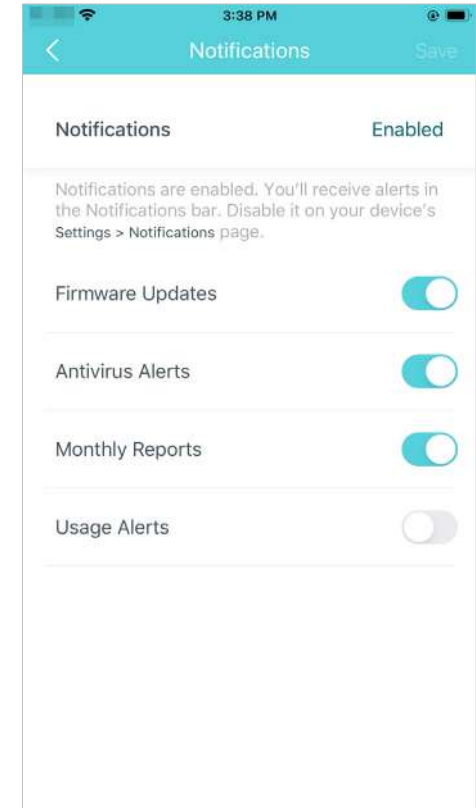 3:38 PM
Notifications
Save
Notifications
Enabled
Notifications are enabled. You'll receive alerts in
the Notifications bar. Disable it on your device's
Settings > Notifications page.
Firmware Updates
Antivirus Alerts
Monthly Reports
Usage Alerts